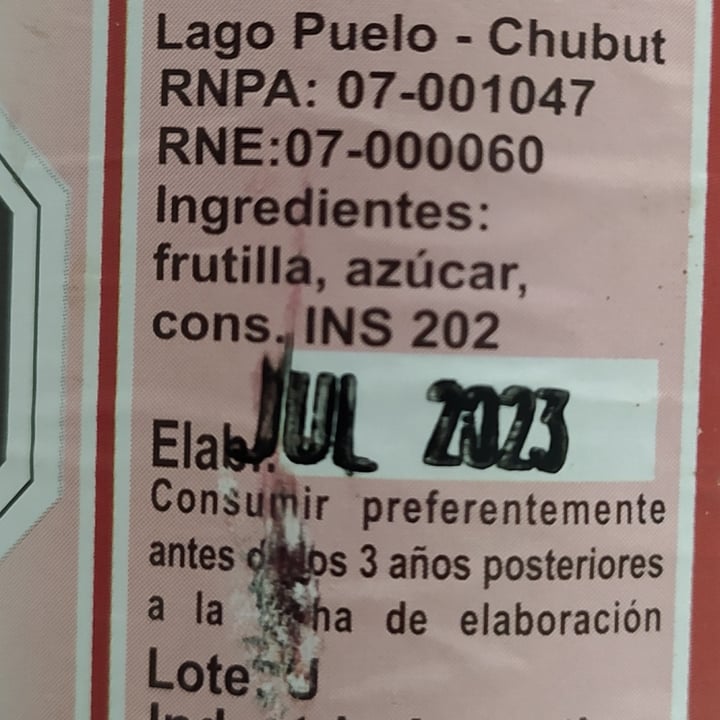 Lago Puelo - Chubut
RNPA: 07-001047
RNE:07-000060
Ingredientes:
frutilla, azúcar,
cons. INS 202
Elab.: JUL 2023
Consumir preferentemente
antes de los 3 años posteriores
a la fecha de elaboración
Lote: